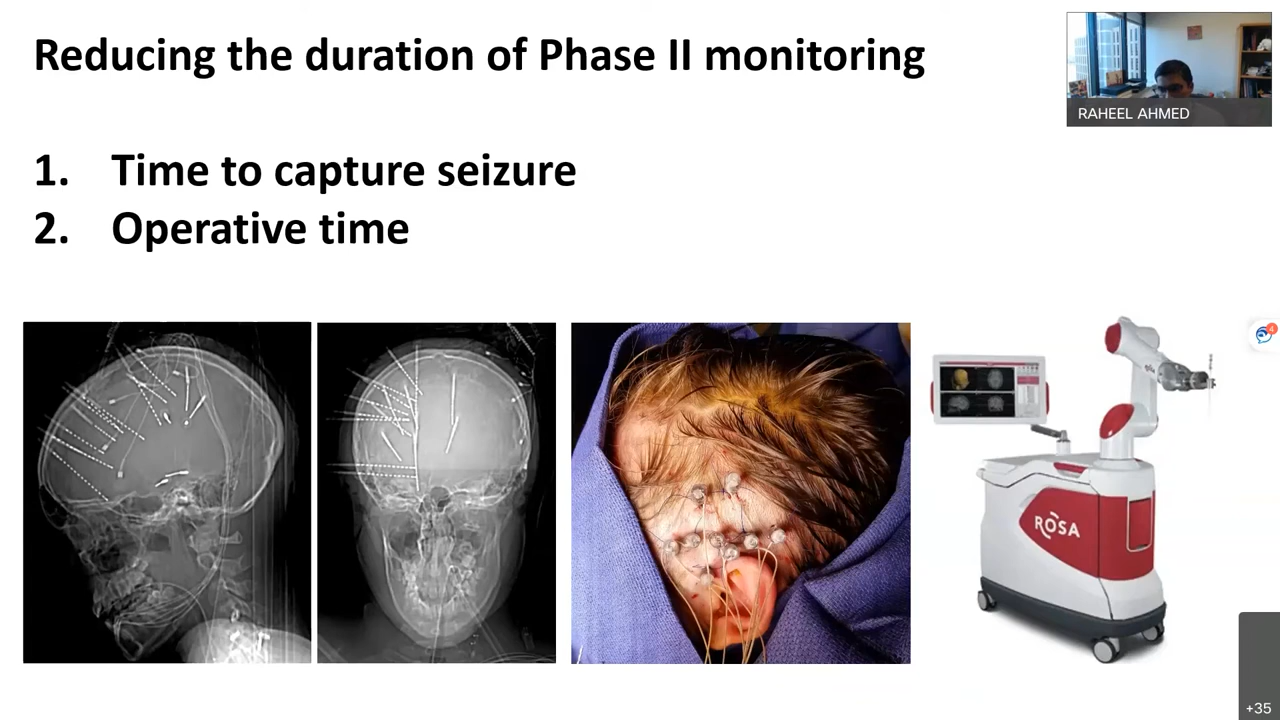 Reducing the duration of Phase II monitoring
RAHEEL AHMED
1. Time to capture seizure
2. Operative time
4
ROSA
+35